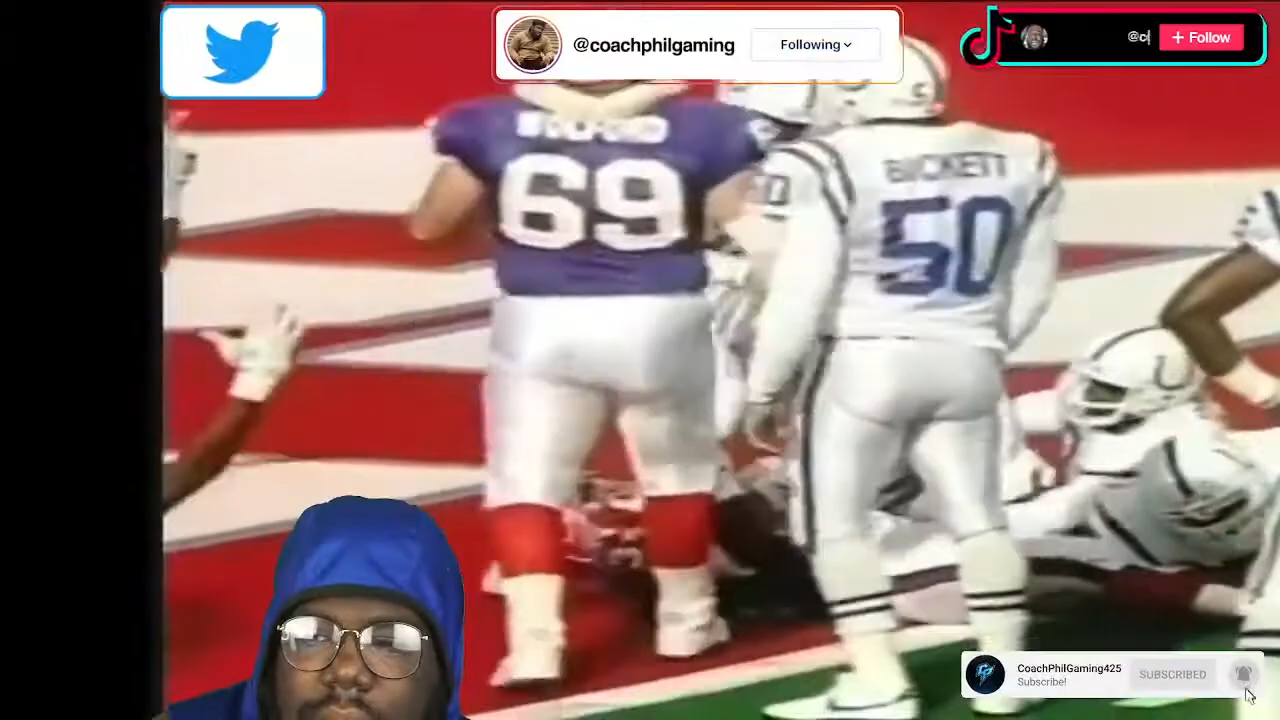 @coachphilgaming
Following
@c
+ Follow
69
BICKETT
50
CoachPhilGaming425
Subscribe!
SUBSCRIBED